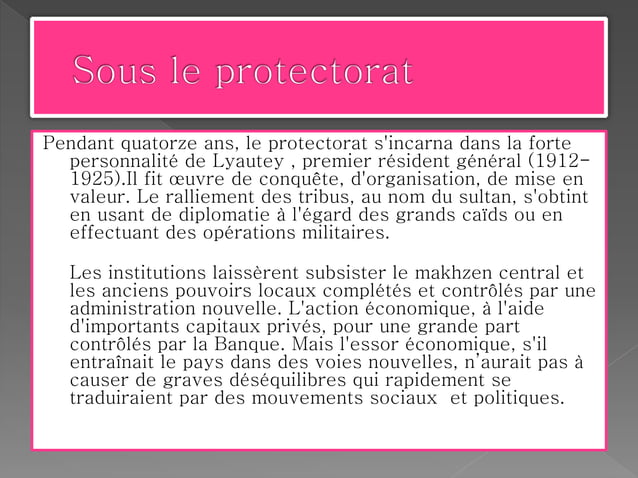 Sous le protectorat
Pendant quatorze ans, le protectorat s'incarna dans la forte
personnalité de Lyautey , premier résident général (1912-
1925).Il fit œuvre de conquête, d'organisation, de mise en
valeur. Le ralliement des tribus, au nom du sultan, s'obtint
en usant de diplomatie à l'égard des grands caïds ou en
effectuant des opérations militaires.
Les institutions laissèrent subsister le makhzen central et
les anciens pouvoirs locaux complétés et contrôlés par une
administration nouvelle. L'action économique, à l'aide
d'importants capitaux privés, pour une grande part
contrôlés par la Banque. Mais l'essor économique, s'il
entraînait le pays dans des voies nouvelles, n’aurait pas à
causer de graves déséquilibres qui rapidement se
traduiraient par des mouvements sociaux  et politiques.